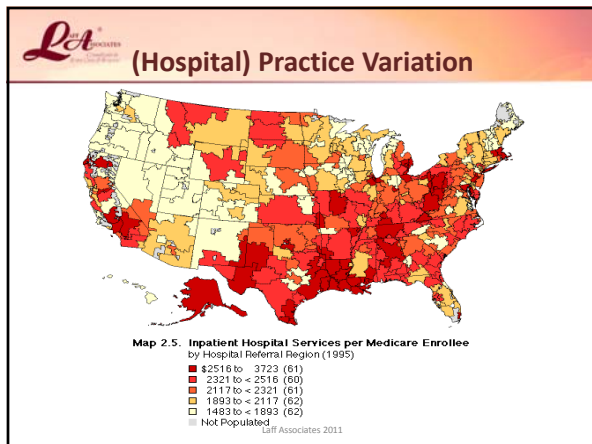 Laff
Associates
(Hospital) Practice Variation
Map 2.5. Inpatient Hospital Services per Medicare Enrollee
by Hospital Referral Region (1995)
$2516 to 3723 (61)
2321 to < 2516 (60)
2117 to < 2321 (61)
1893 to < 2117 (62)
1483 to < 1893 (62)
Not Populated
Laff Associates 2011